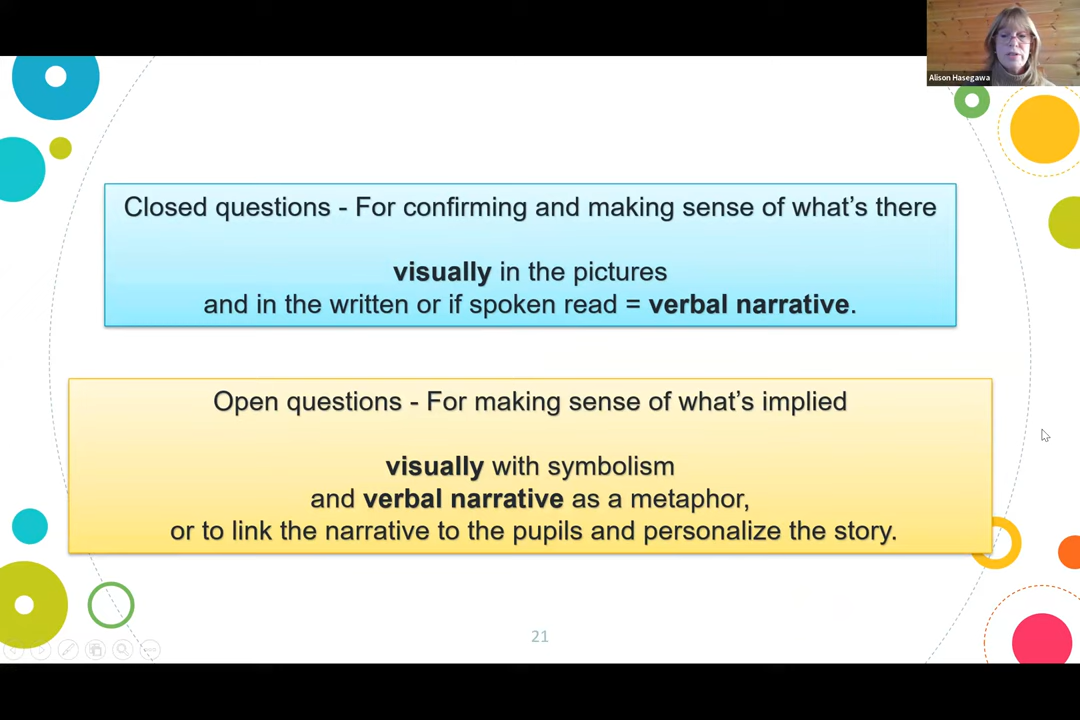 Alison Hasegawa
Closed questions - For confirming and making sense of what's there
visually in the pictures
and in the written or if spoken read = verbal narrative.
Open questions - For making sense of what's implied
visually with symbolism
and verbal narrative as a metaphor,
or to link the narrative to the pupils and personalize the story.
21